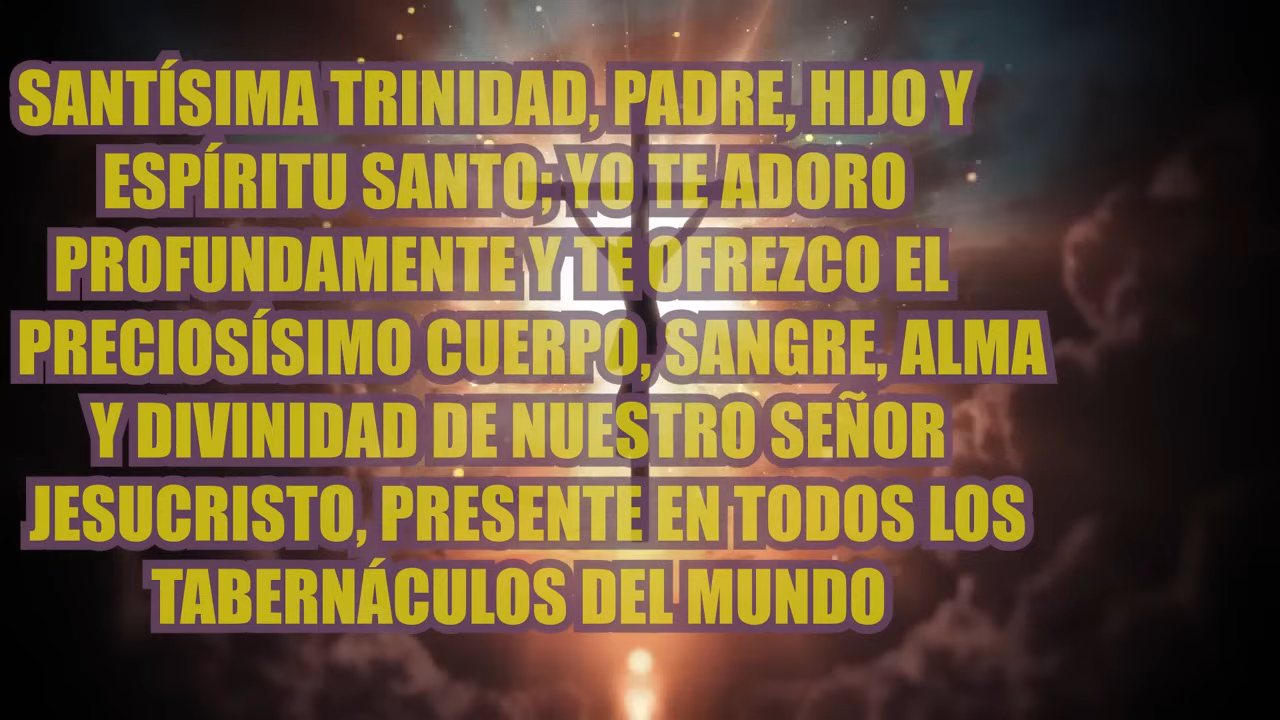 SANTÍSIMA TRINIDAD, PADRE, HIJO Y
ESPÍRITU SANTO; YO TE ADORO
PROFUNDAMENTE Y TE OFREZCO EL
PRECIOSÍSIMO CUERPO, SANGRE, ALMA
Y DIVINIDAD DE NUESTRO SEÑOR
JESUCRISTO, PRESENTE EN TODOS LOS
TABERNÁCULOS DEL MUNDO